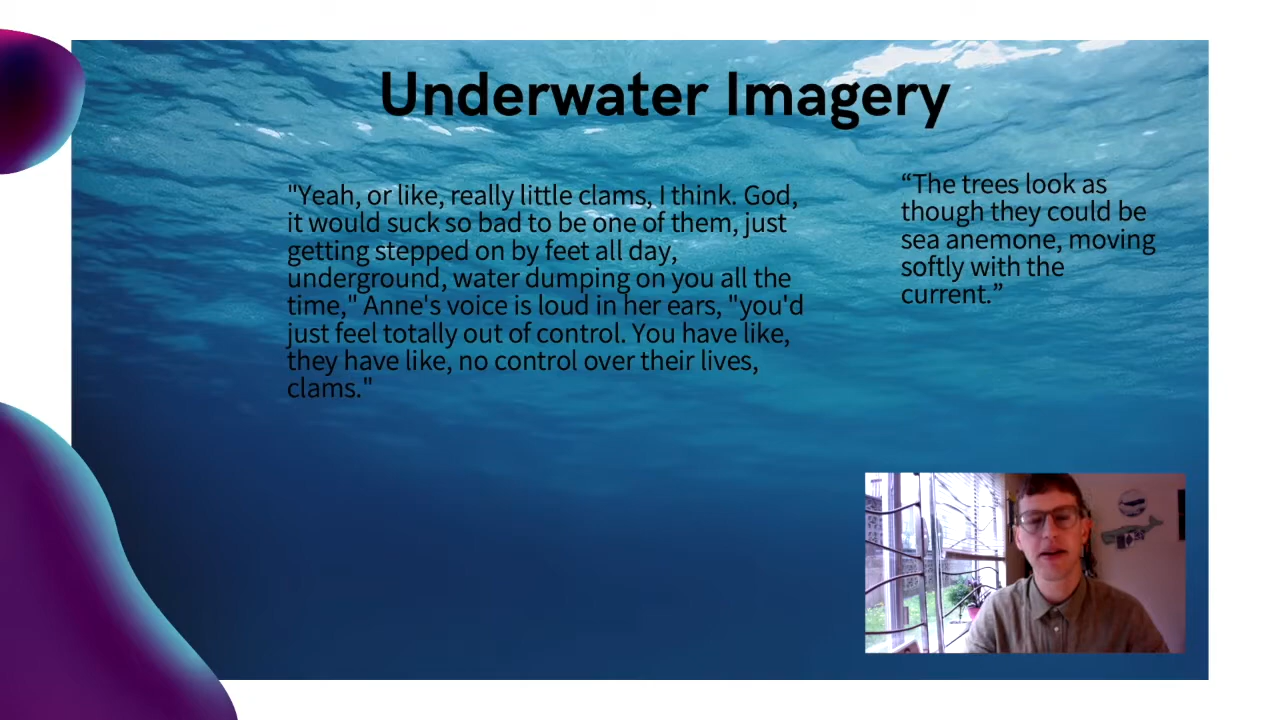 Underwater Imagery
"Yeah, or like, really little clams, I think. God,
it would suck so bad to be one of them, just
getting stepped on by feet all day,
underground, water dumping on you all the
time," Anne's voice is loud in her ears, "you'd
just feel totally out of control. You have like,
they have like, no control over their lives,
clams."
“The trees look as
though they could be
sea anemone, moving
softly with the
current.”